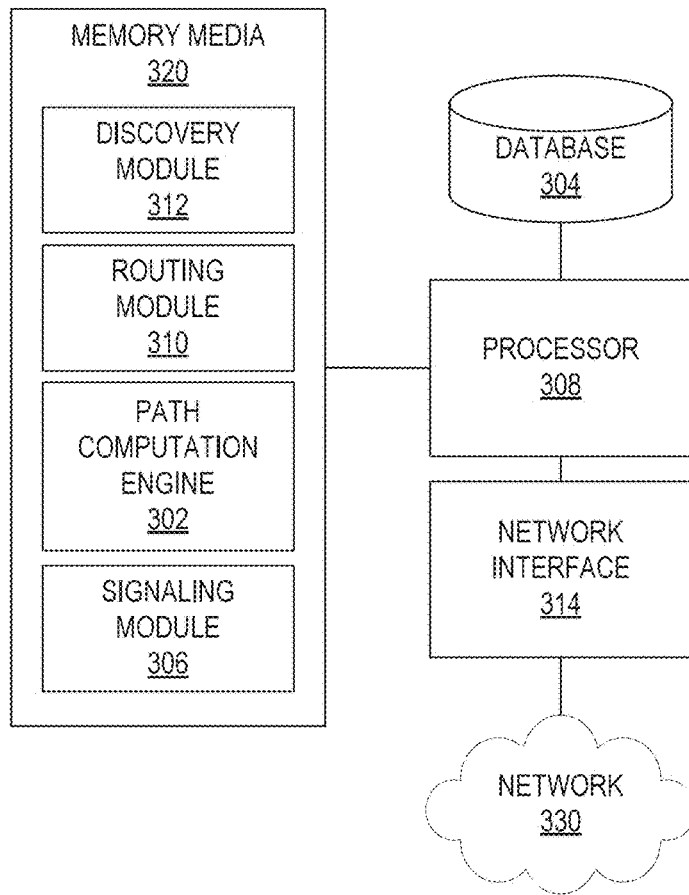 MEMORY MEDIA
320
DISCOVERY
MODULE
312
ROUTING
MODULE
310
PATH
COMPUTATION
ENGINE
302
SIGNALING
MODULE
306
DATABASE
304
PROCESSOR
308
NETWORK
INTERFACE
314
NETWORK
330